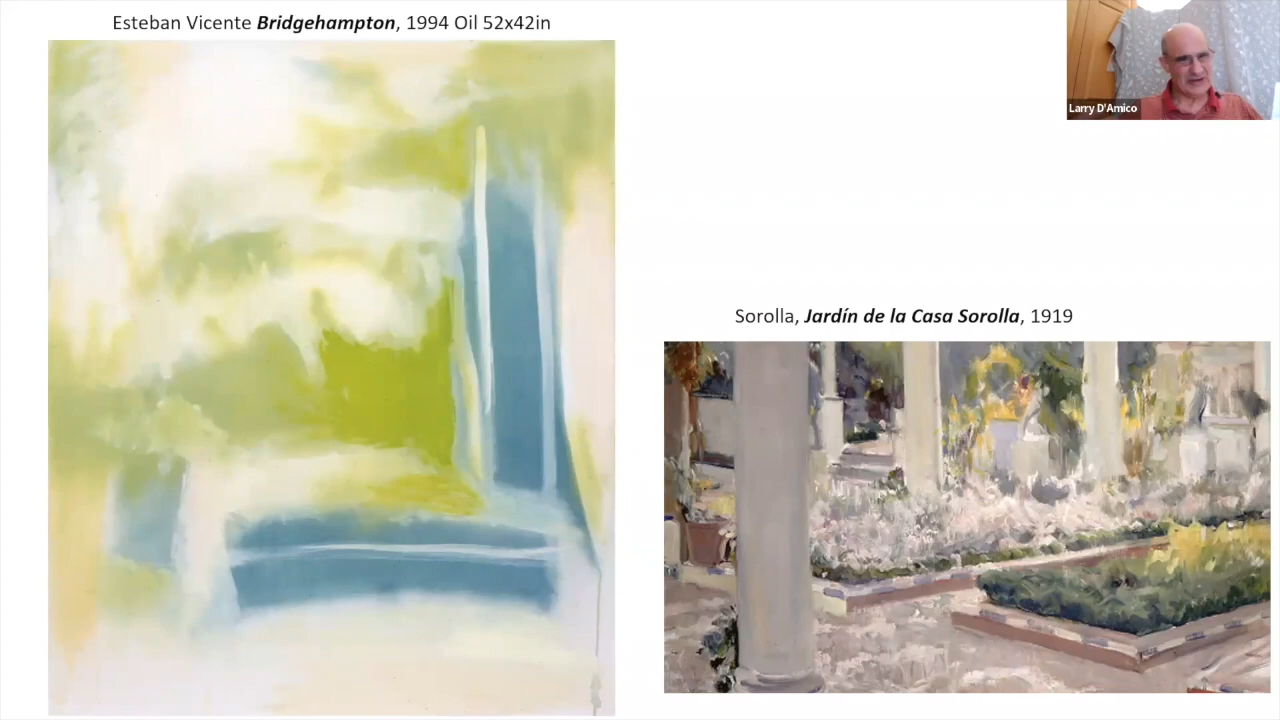 Esteban Vicente Bridgehampton, 1994 Oil 52x42in
Larry D'Amico
Sorolla, Jardín de la Casa Sorolla, 1919